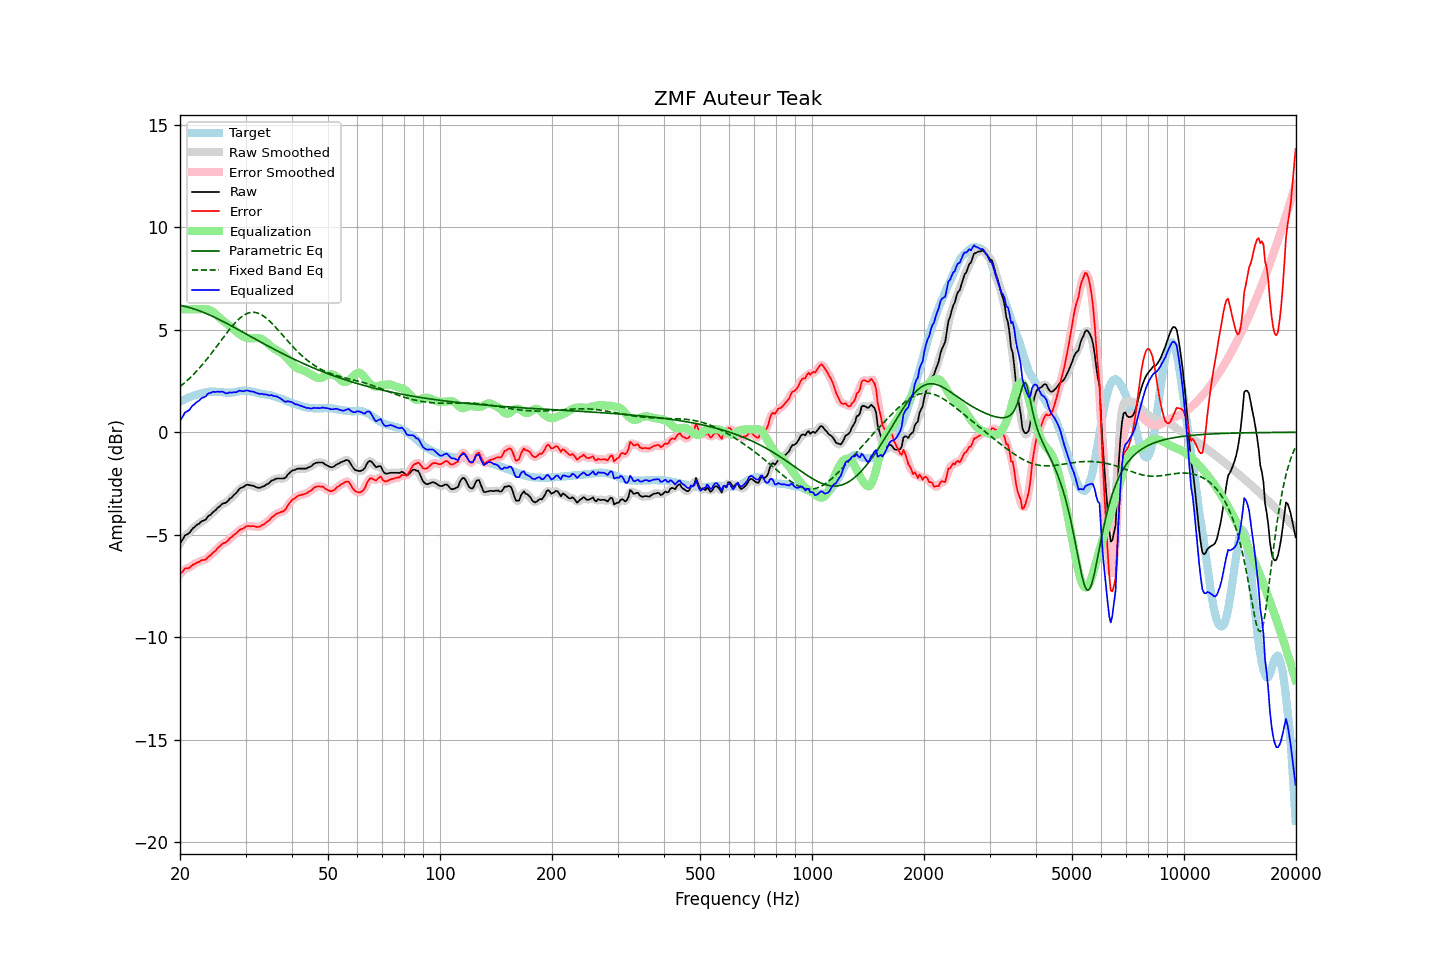 ZMF Auteur Teak
Target
Raw Smoothed
Error Smoothed
Raw
Error
Equalization
Parametric Eq
Fixed Band Eq
Equalized
Amplitude (dBr)
15
10
5
0
−5
−10
−15
−20
20
50
100
200
500
1000
2000
5000
10000
20000
Frequency (Hz)